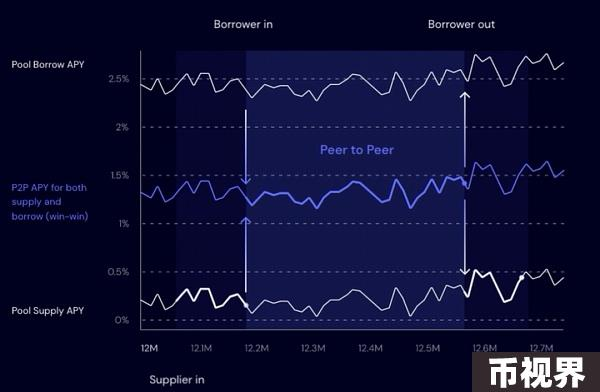 Borrower in
Borrower out
Pool Borrow APY
2.5%
2%
Peer to Peer
P2P APY for both
supply and
borrow (win-win)
1.5%
1%
0.5%
Pool Supply APY
0%
12M
12.1M
12.2M
12.3M
12.4M
12.5M
12.6M
12.7M
Supplier in
币视界